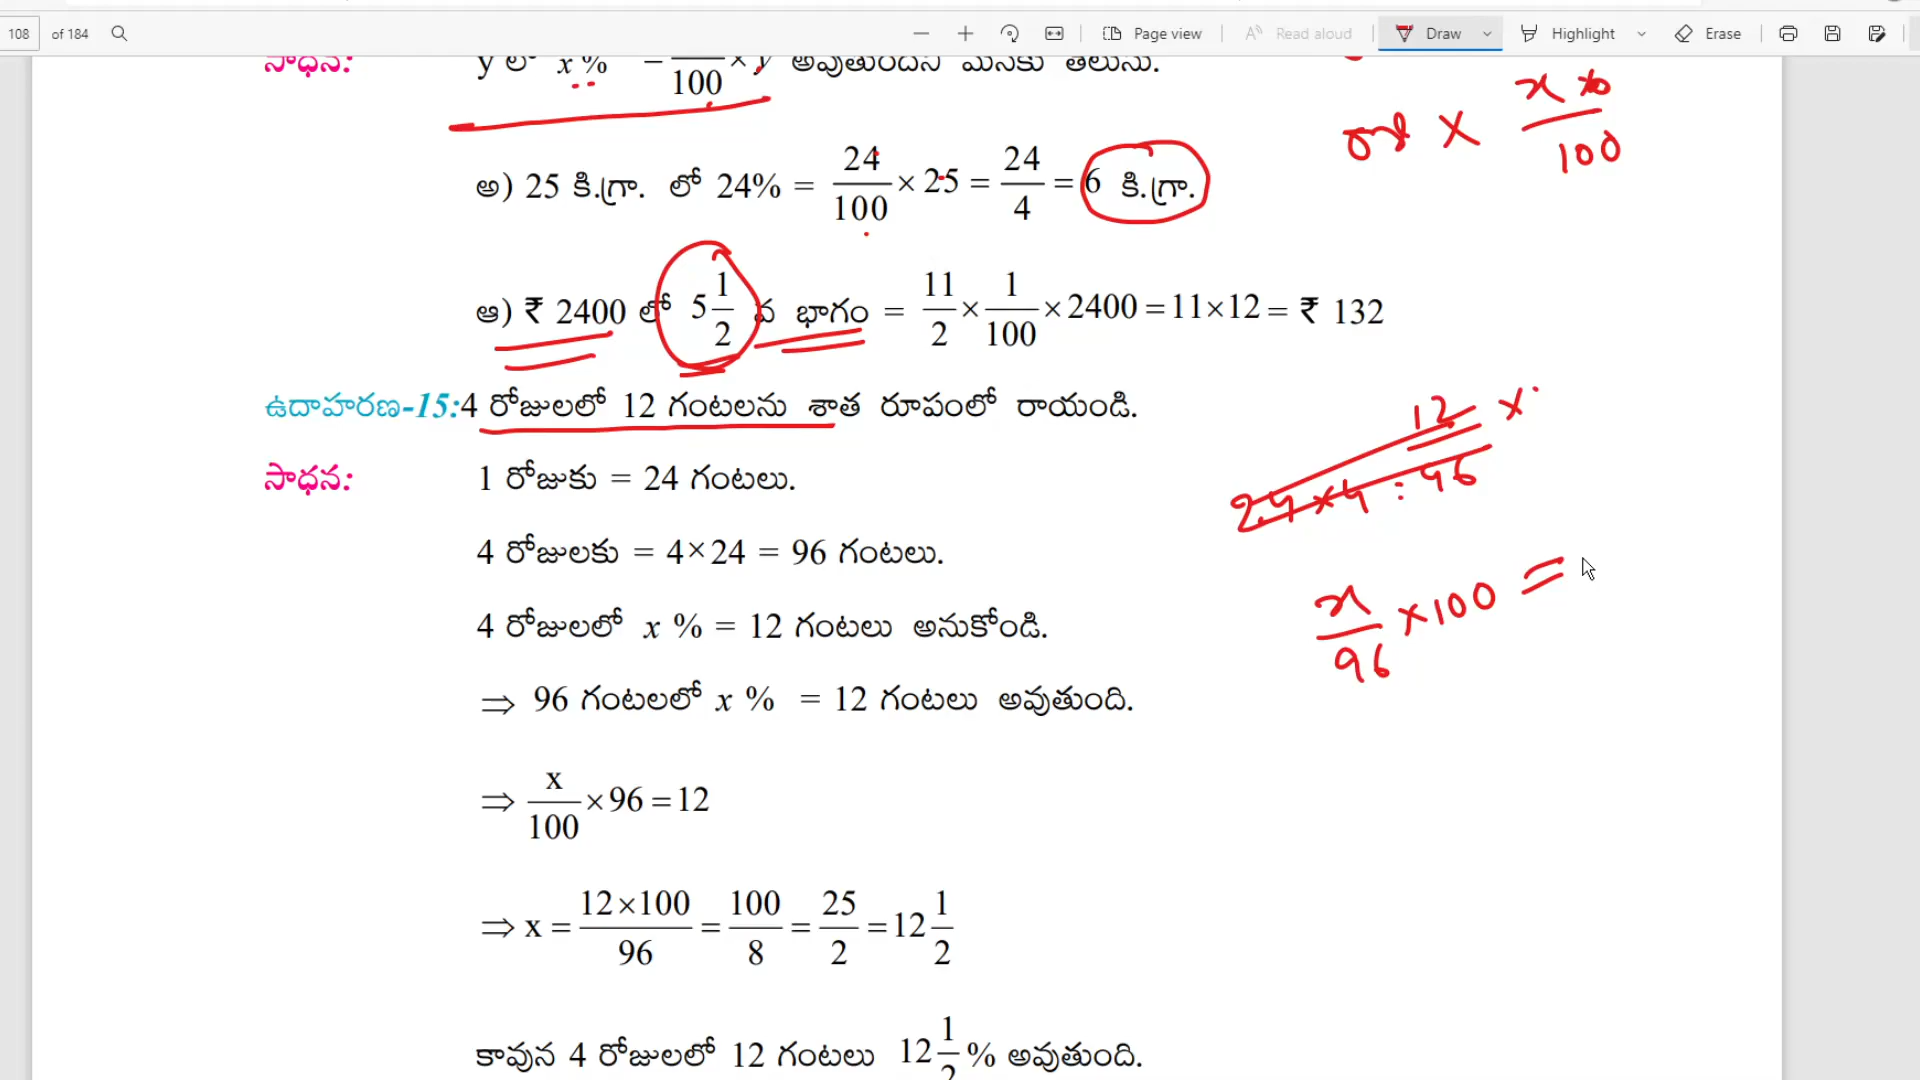 108 of 184 Page view Read aloud Draw Highlight Erase
సాధన: y లో x % = /100 × y అవుతుందని మనకు తెలుసు.
x
100
అ) 25 కి.గ్రా. లో 24% = 24/100 × 25 = 24/4 = 6 కి.గ్రా.
ఆ) ₹ 2400 లో 5 1/2 వ భాగం = 11/2 × 1/100 × 2400 = 11×12 = ₹ 132
ఉదాహరణ-15: 4 రోజులలో 12 గంటలను శాత రూపంలో రాయండి.
12 ×
24 × 4 = 96
సాధన: 1 రోజుకు = 24 గంటలు.
4 రోజులకు = 4×24 = 96 గంటలు.
x/96 × 100 =
4 రోజులలో x % = 12 గంటలు అనుకోండి.
⇒ 96 గంటలలో x % = 12 గంటలు అవుతుంది.
⇒ x/100 × 96 = 12
⇒ x = 12×100/96 = 100/8 = 25/2 = 12 1/2
కావున 4 రోజులలో 12 గంటలు 12 1/2 % అవుతుంది.